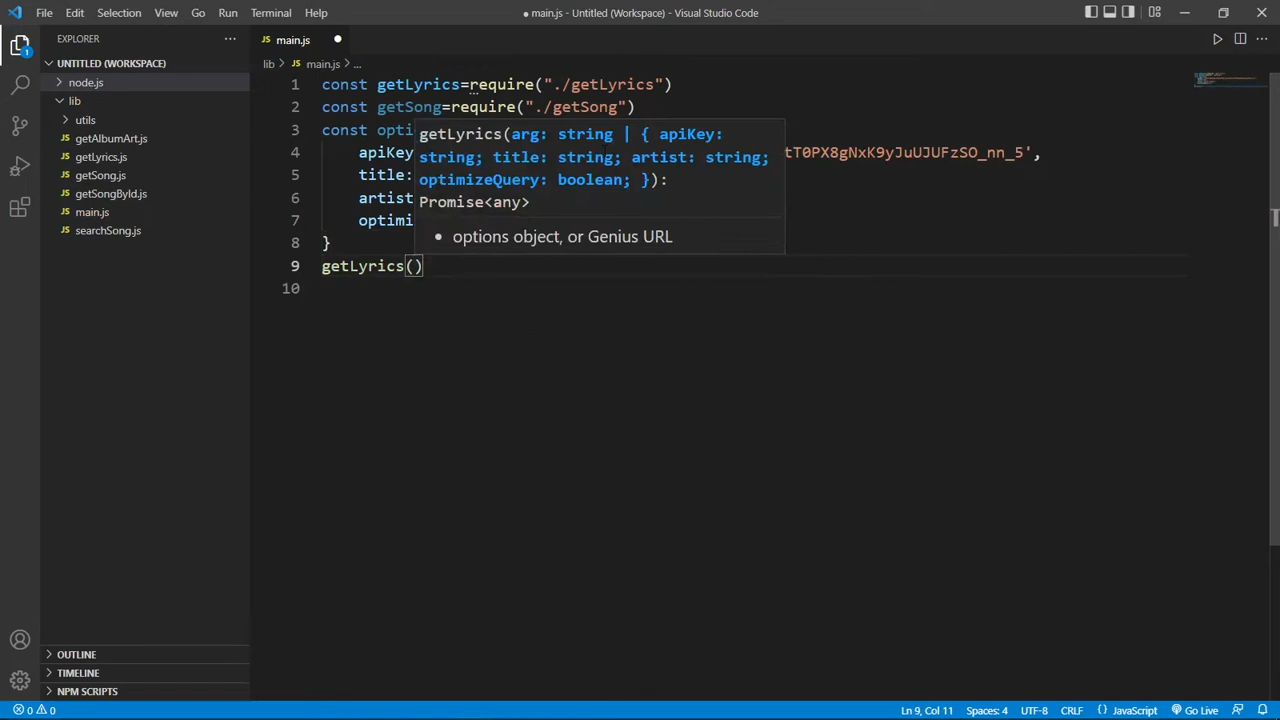 File Edit Selection View Go Run Terminal Help
● main.js - Untitled (Workspace) - Visual Studio Code
EXPLORER
UNTITLED (WORKSPACE)
node.js
lib
utils
getAlbumArt.js
getLyrics.js
getSong.js
getSongById.js
main.js
searchSong.js
OUTLINE
TIMELINE
NPM SCRIPTS
1
main.js
lib > JS main.js > ...
1 const getLyrics=require("./getLyrics")
2 const getSong=require("./getSong")
3 const opti
4 apiKey tT0PX8gNxK9yJuUJUFzSO_nn_5',
5 title:
6 artist
7 optimi
8 }
9 getLyrics()
10
getLyrics(arg: string | { apiKey:
string; title: string; artist: string;
optimizeQuery: boolean; }):
Promise<any>
• options object, or Genius URL
0 0 Ln 9, Col 11 Spaces: 4 UTF-8 CRLF {} JavaScript Go Live